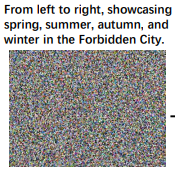 From left to right, showcasing
spring, summer, autumn, and
winter in the Forbidden City.